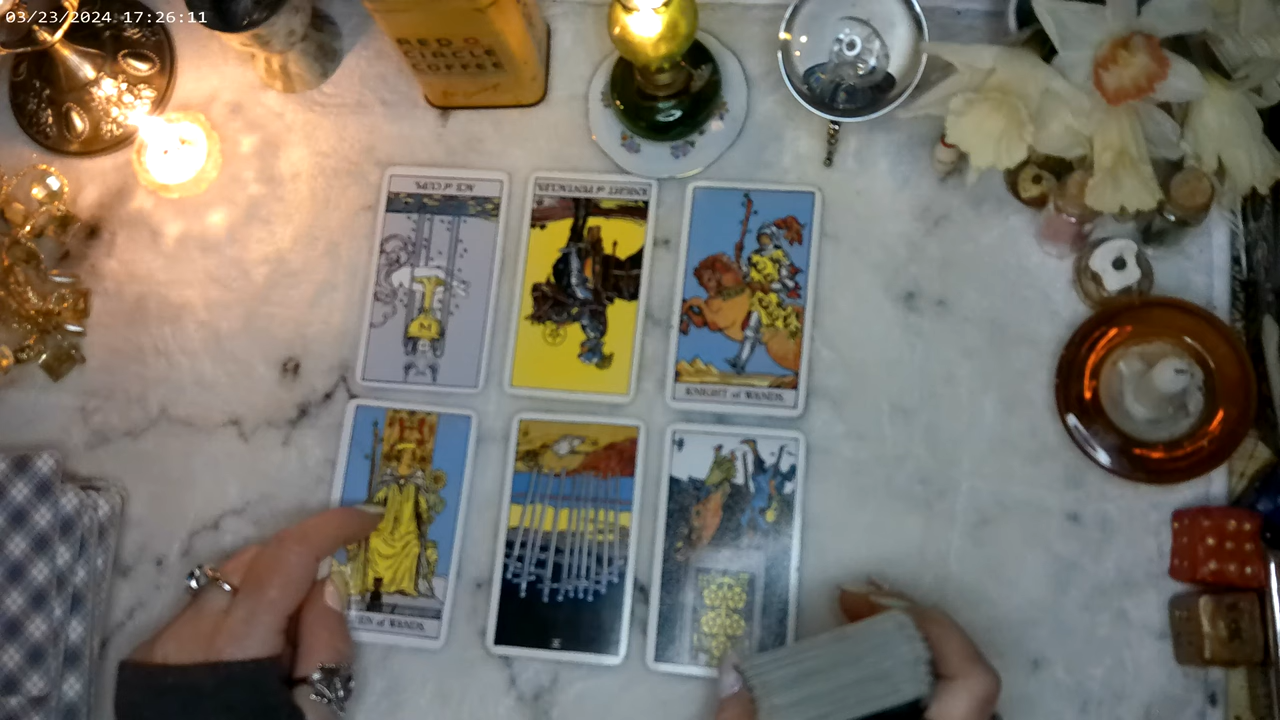 03/23/2024 17:26:11
RED
CIRCLE
COFFEE
ACE of CUPS.
KNIGHT of PENTACLES.
KNIGHT of WANDS.
EN of WANDS.
X